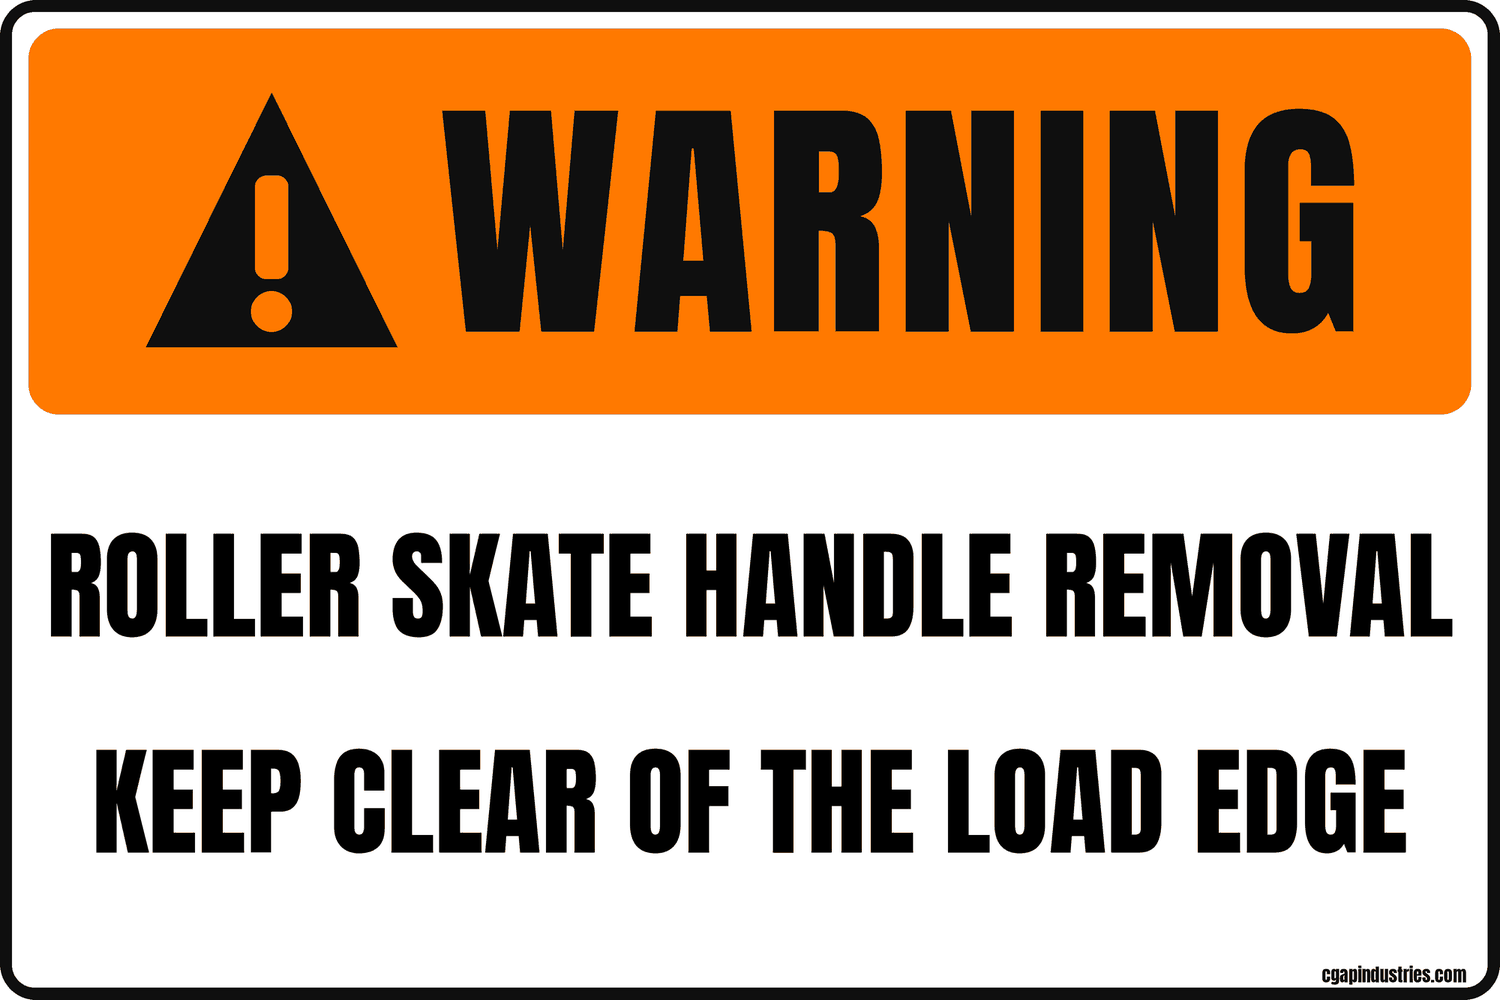 WARNING
ROLLER SKATE HANDLE REMOVAL
KEEP CLEAR OF THE LOAD EDGE
cgapindustries.com